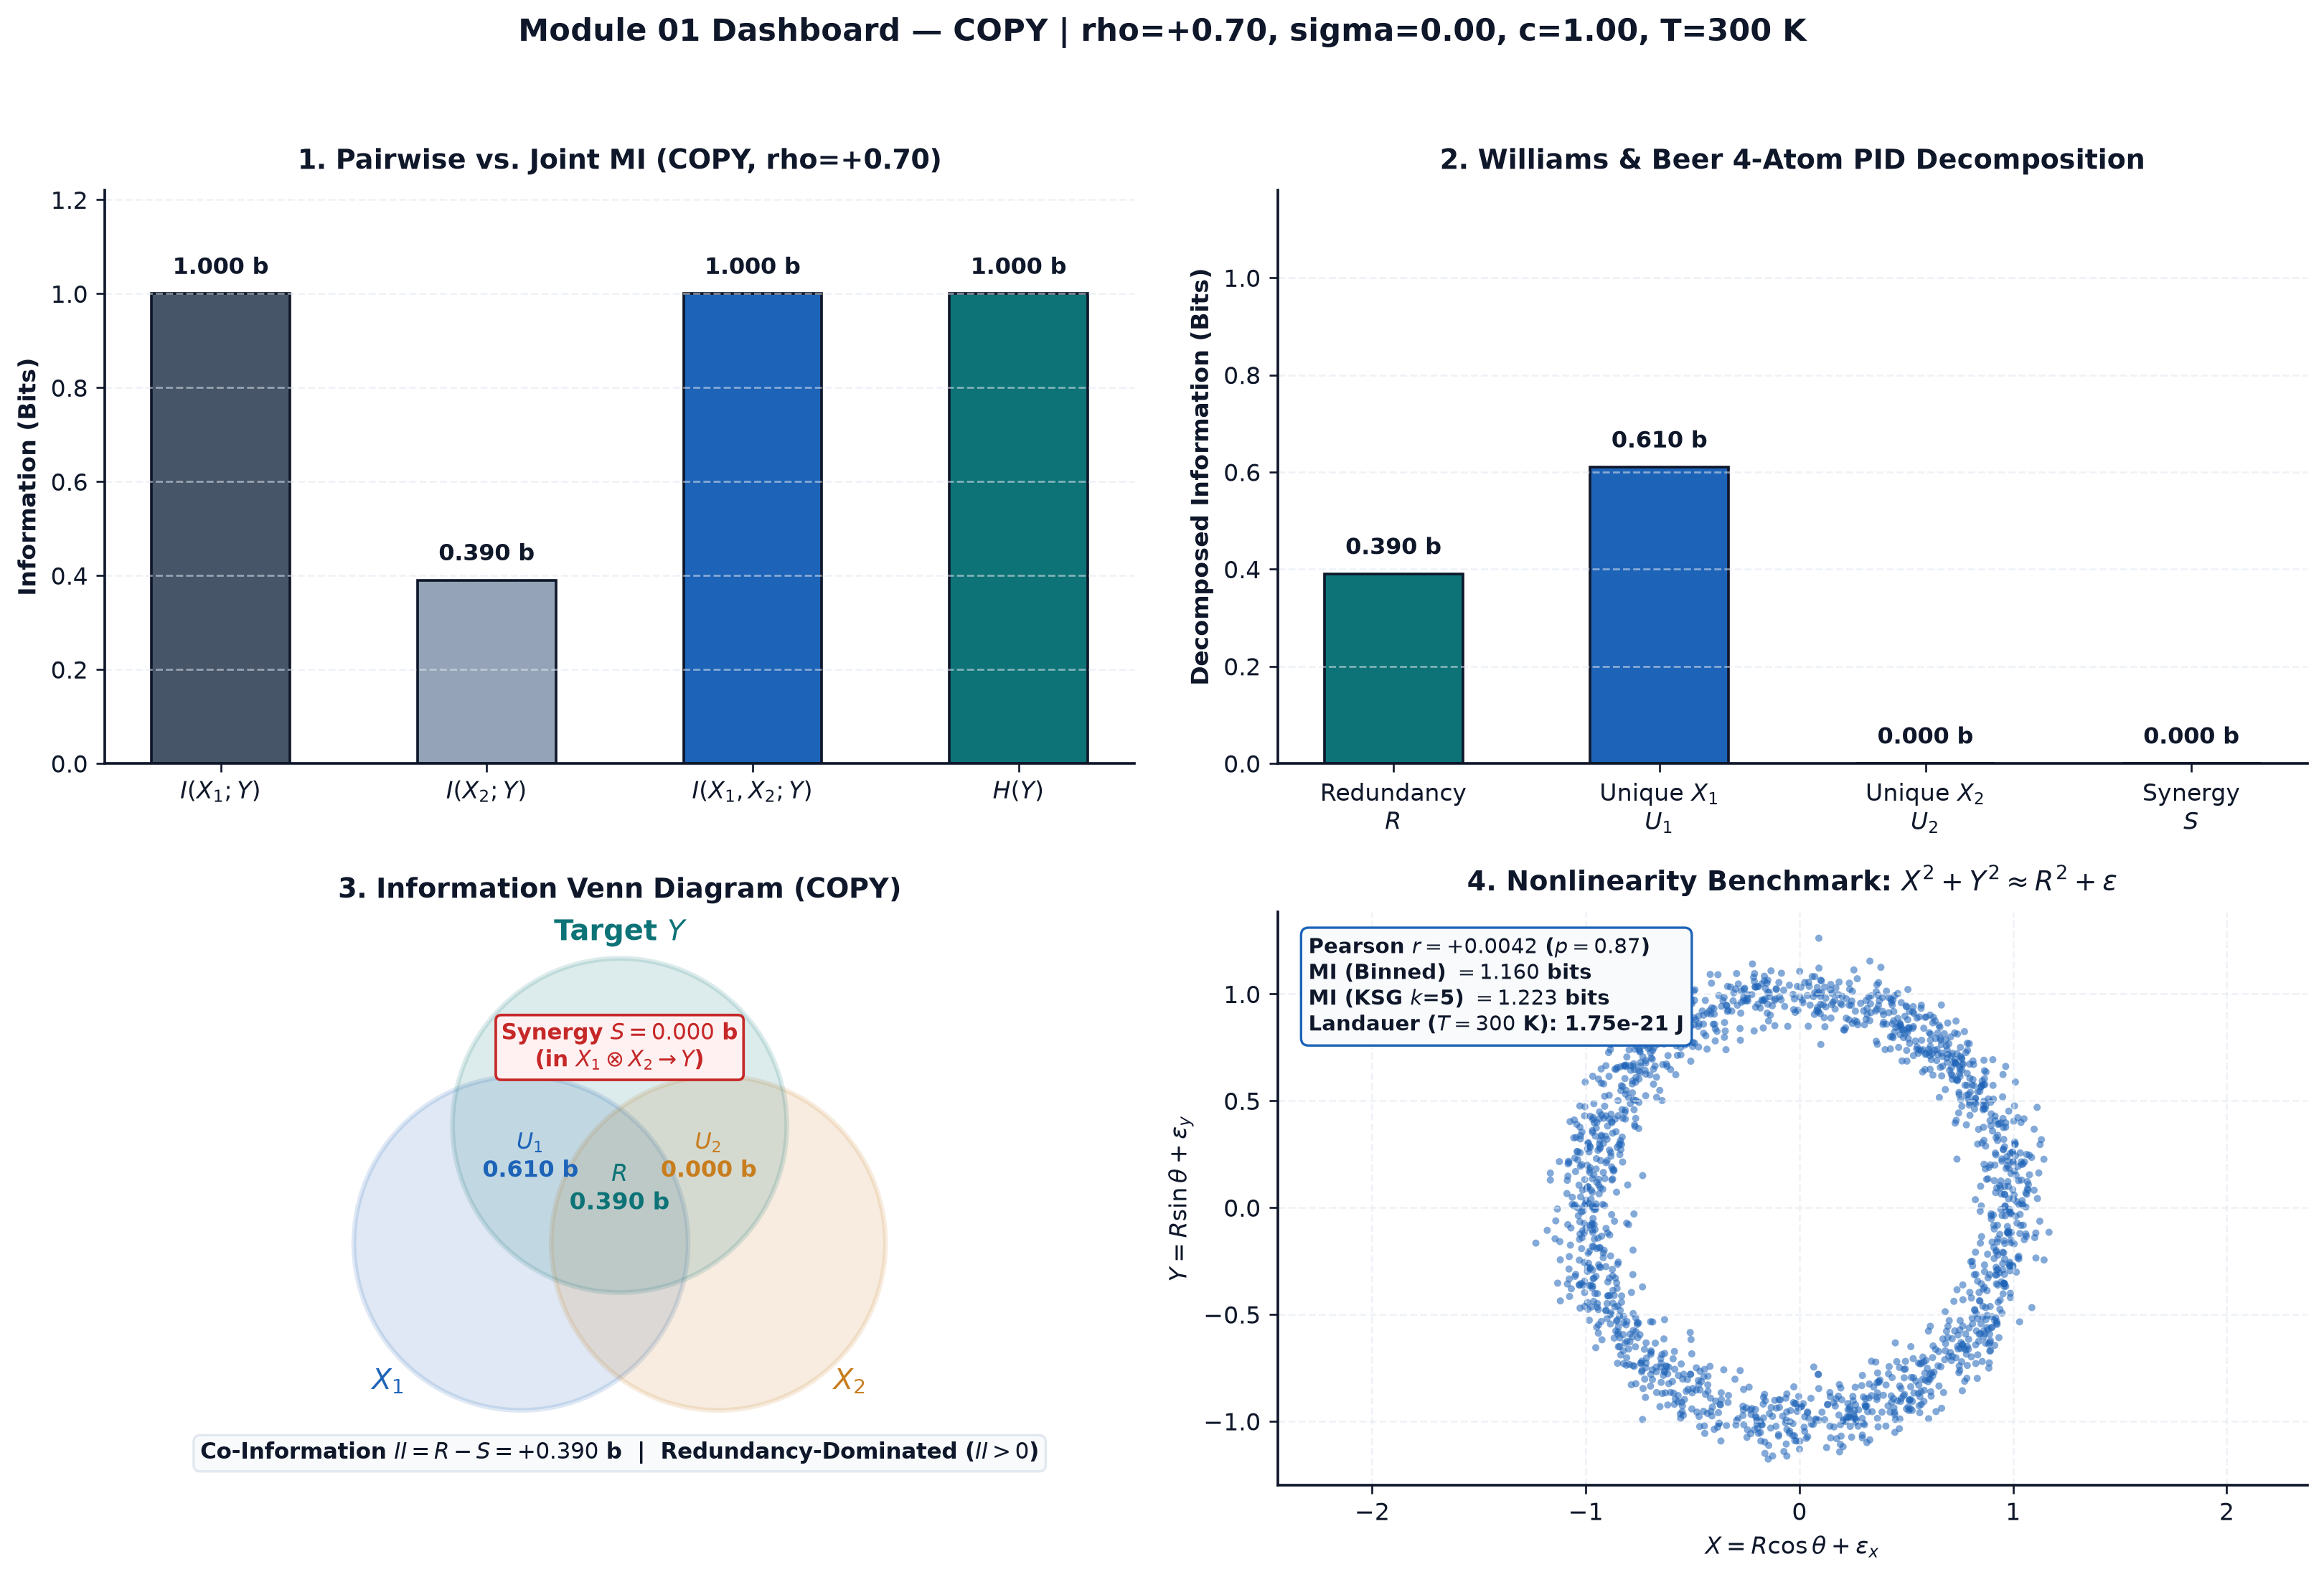 Module 01 Dashboard — COPY | rho=+0.70, sigma=0.00, c=1.00, T=300 K
1. Pairwise vs. Joint MI (COPY, rho=+0.70)
Information (Bits)
1.2
1.0
0.8
0.6
0.4
0.2
0.0
1.000 b
0.390 b
1.000 b
1.000 b
I(X₁; Y)
I(X₂; Y)
I(X₁, X₂; Y)
H(Y)
2. Williams & Beer 4-Atom PID Decomposition
Decomposed Information (Bits)
1.0
0.8
0.6
0.4
0.2
0.0
0.390 b
0.610 b
0.000 b
0.000 b
Redundancy
R
Unique X₁
U₁
Unique X₂
U₂
Synergy
S
3. Information Venn Diagram (COPY)
Target Y
Synergy S = 0.000 b
(in X₁ ⊗ X₂ → Y)
U₁
0.610 b
U₂
0.000 b
R
0.390 b
X₁
X₂
Co-Information II = R − S = +0.390 b | Redundancy-Dominated (II > 0)
4. Nonlinearity Benchmark: X² + Y² ≈ R² + ε
Pearson r = +0.0042 (p = 0.87)
MI (Binned) = 1.160 bits
MI (KSG k=5) = 1.223 bits
Landauer (T = 300 K): 1.75e-21 J
Y = R sin θ + ε_y
1.0
0.5
0.0
−0.5
−1.0
−2
−1
0
1
2
X = R cos θ + εₓ